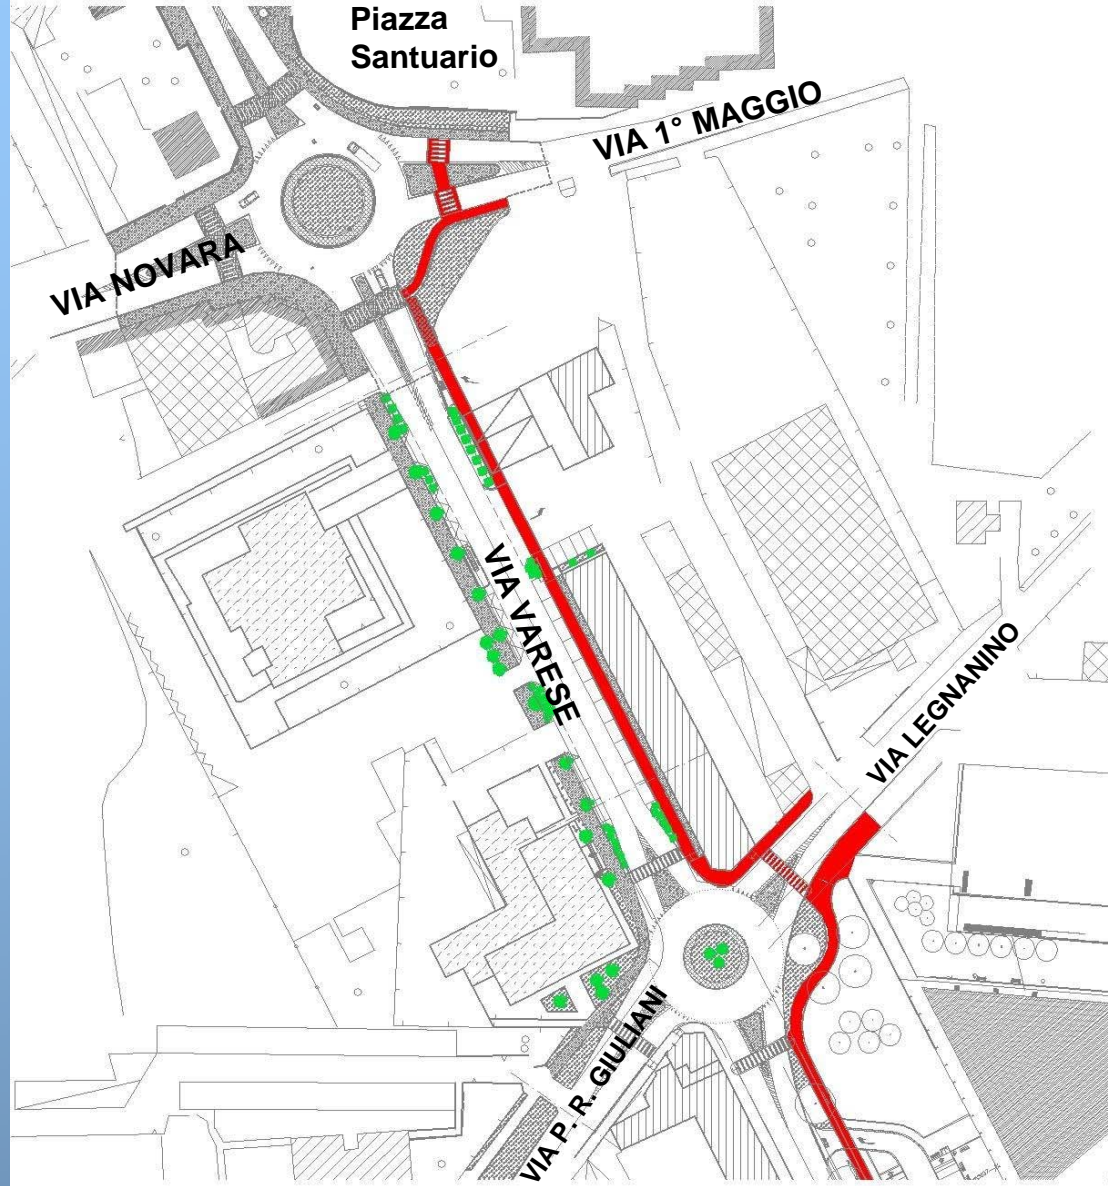 Piazza
Santuario
VIA 1° MAGGIO
VIA NOVARA
VIA VARESE
VIA LEGNANINO
VIA P. R. GIULIANI